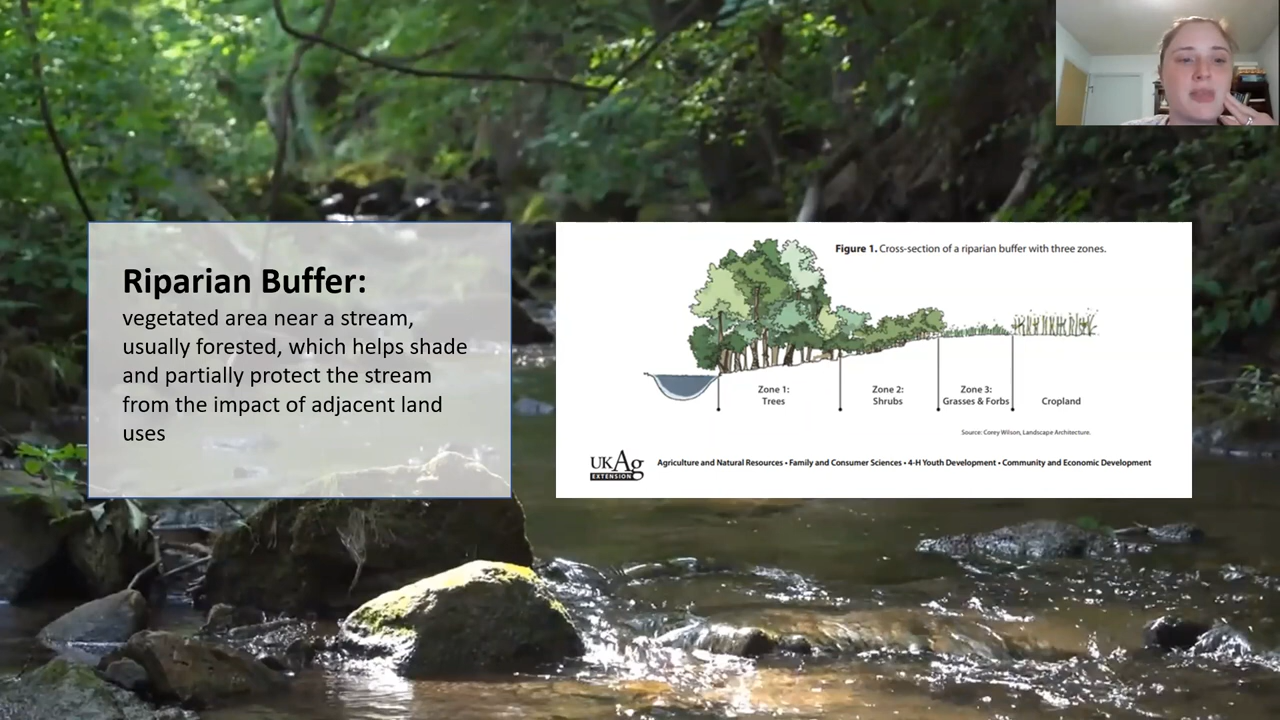 Riparian Buffer:
vegetated area near a stream,
usually forested, which helps shade
and partially protect the stream
from the impact of adjacent land
uses
Figure 1. Cross-section of a riparian buffer with three zones.
Zone 1:
Trees
Zone 2:
Shrubs
Zone 3:
Grasses & Forbs
Cropland
Source: Corey Wilson, Landscape Architecture.
UKAg
EXTENSION
Agriculture and Natural Resources • Family and Consumer Sciences • 4-H Youth Development • Community and Economic Development